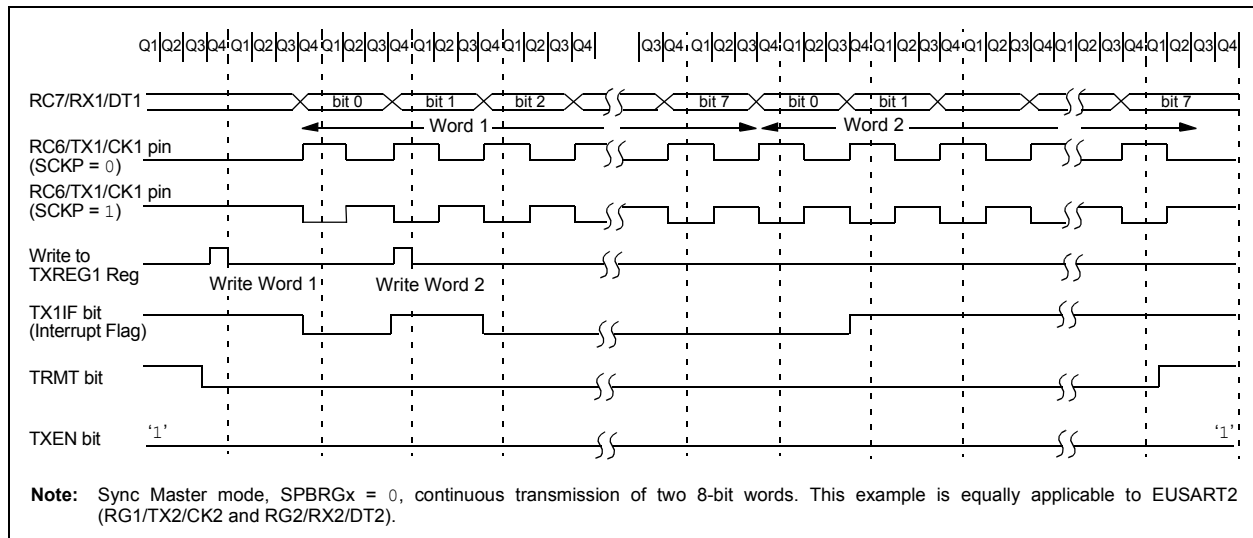 Q1 Q2 Q3 Q4 Q1 Q2 Q3 Q4 Q1 Q2 Q3 Q4 Q1 Q2 Q3 Q4 Q1 Q2 Q3 Q4 Q3 Q4 Q1 Q2 Q3 Q4 Q1 Q2 Q3 Q4 Q1 Q2 Q3 Q4 Q1 Q2 Q3 Q4 Q1 Q2 Q3 Q4 Q1 Q2 Q3 Q4
RC7/RX1/DT1 bit 0 bit 1 bit 2 bit 7 bit 0 bit 1 bit 7
Word 1 Word 2
RC6/TX1/CK1 pin
(SCKP = 0)
RC6/TX1/CK1 pin
(SCKP = 1)
Write to
TXREG1 Reg
Write Word 1 Write Word 2
TX1IF bit
(Interrupt Flag)
TRMT bit
TXEN bit ‘1’ ‘1’
Note: Sync Master mode, SPBRGx = 0, continuous transmission of two 8-bit words. This example is equally applicable to EUSART2
(RG1/TX2/CK2 and RG2/RX2/DT2).